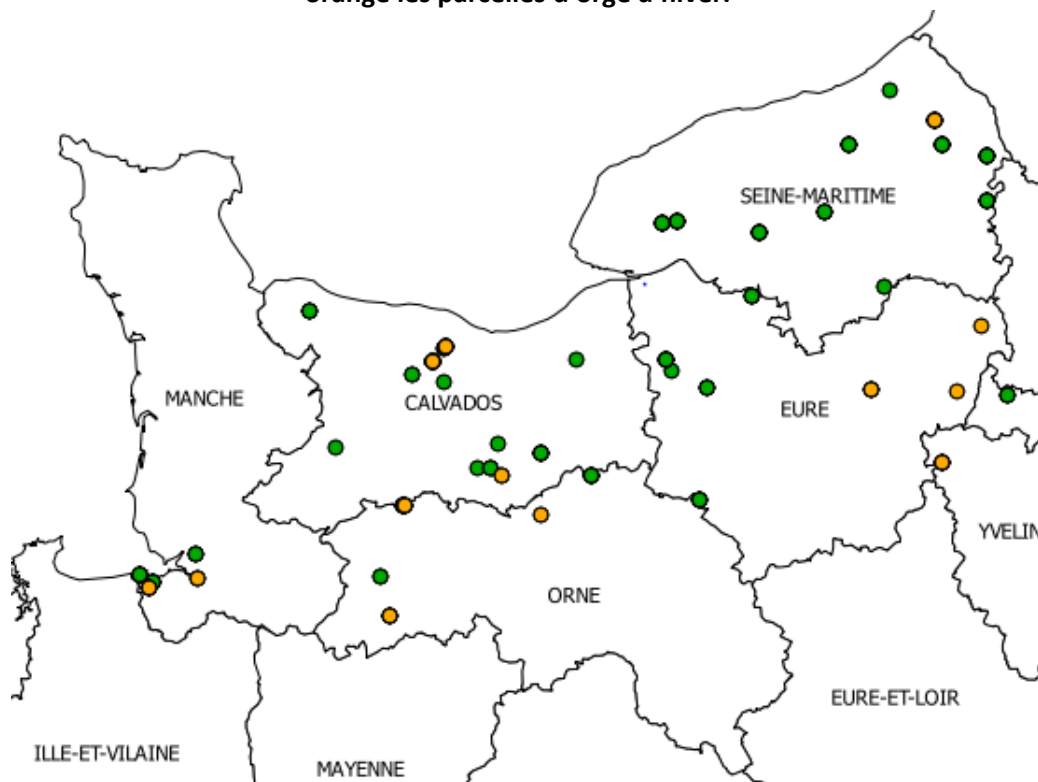 orange les parcelles d'orge d'hiver.
SEINE-MARITIME
MANCHE
CALVADOS
EURE
YVELIN
ORNE
EURE-ET-LOIR
ILLE-ET-VILAINE
MAYENNE